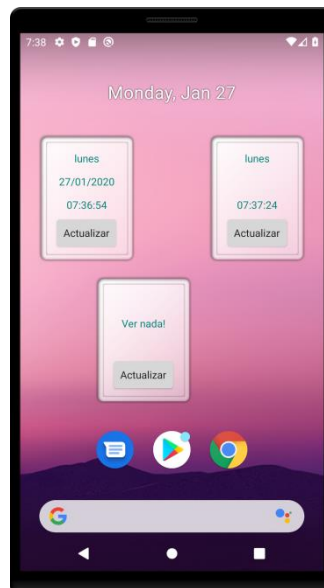 7:38
Monday, Jan 27
lunes
27/01/2020
07:36:54
Actualizar
lunes
07:37:24
Actualizar
Ver nada!
Actualizar
G